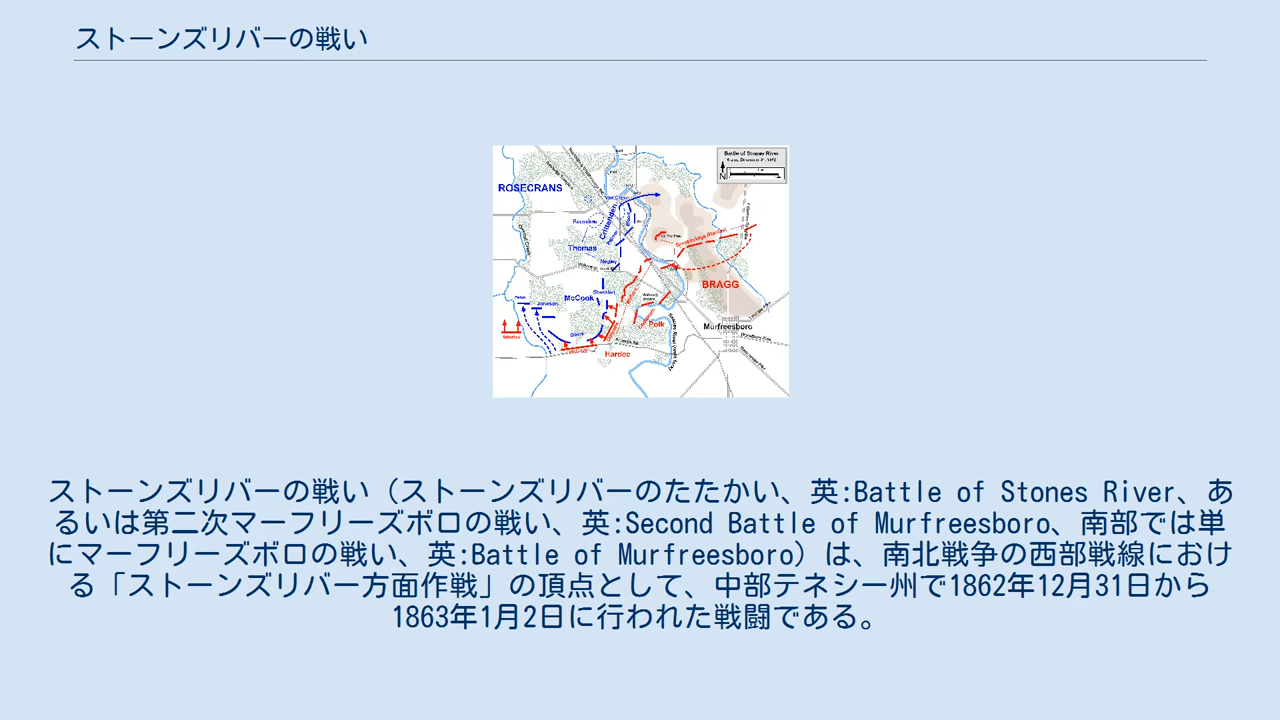 ストーンズリバーの戦い
Battle of Stones River
N
ROSECRANS
Crittenden
Thomas
Negley
McCook
Sheridan
Johnson
BRAGG
Polk
Murfreesboro
Hardee
ストーンズリバーの戦い（ストーンズリバーのたたかい、英:Battle of Stones River、あ
るいは第二次マーフリーズボロの戦い、英:Second Battle of Murfreesboro、南部では単
にマーフリーズボロの戦い、英:Battle of Murfreesboro）は、南北戦争の西部戦線におけ
る「ストーンズリバー方面作戦」の頂点として、中部テネシー州で1862年12月31日から
1863年1月2日に行われた戦闘である。